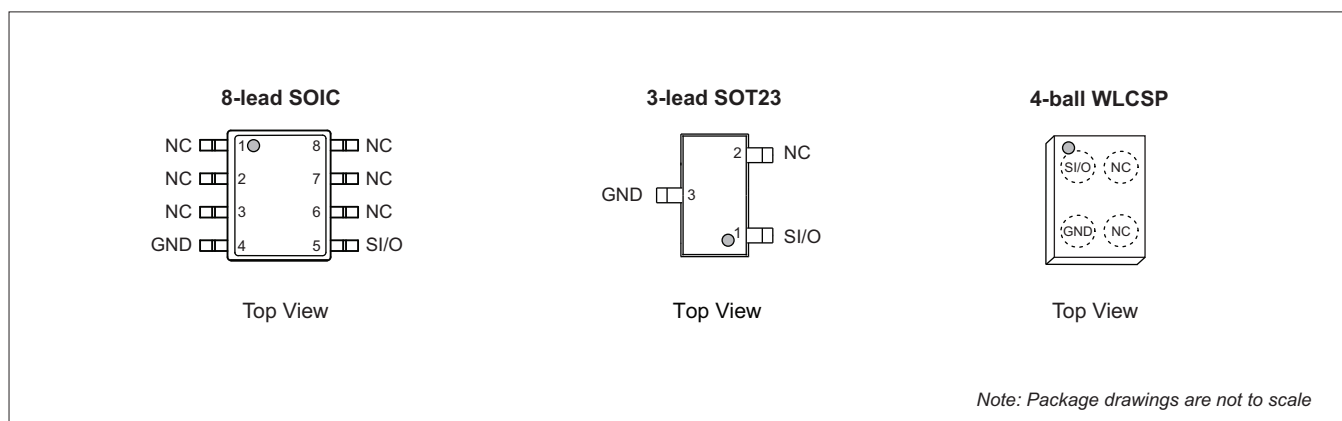 8-lead SOIC
NC 1 8 NC
NC 2 7 NC
NC 3 6 NC
GND 4 5 SI/O
Top View
3-lead SOT23
2 NC
GND 3
1 SI/O
Top View
4-ball WLCSP
SI/O NC
GND NC
Top View
Note: Package drawings are not to scale